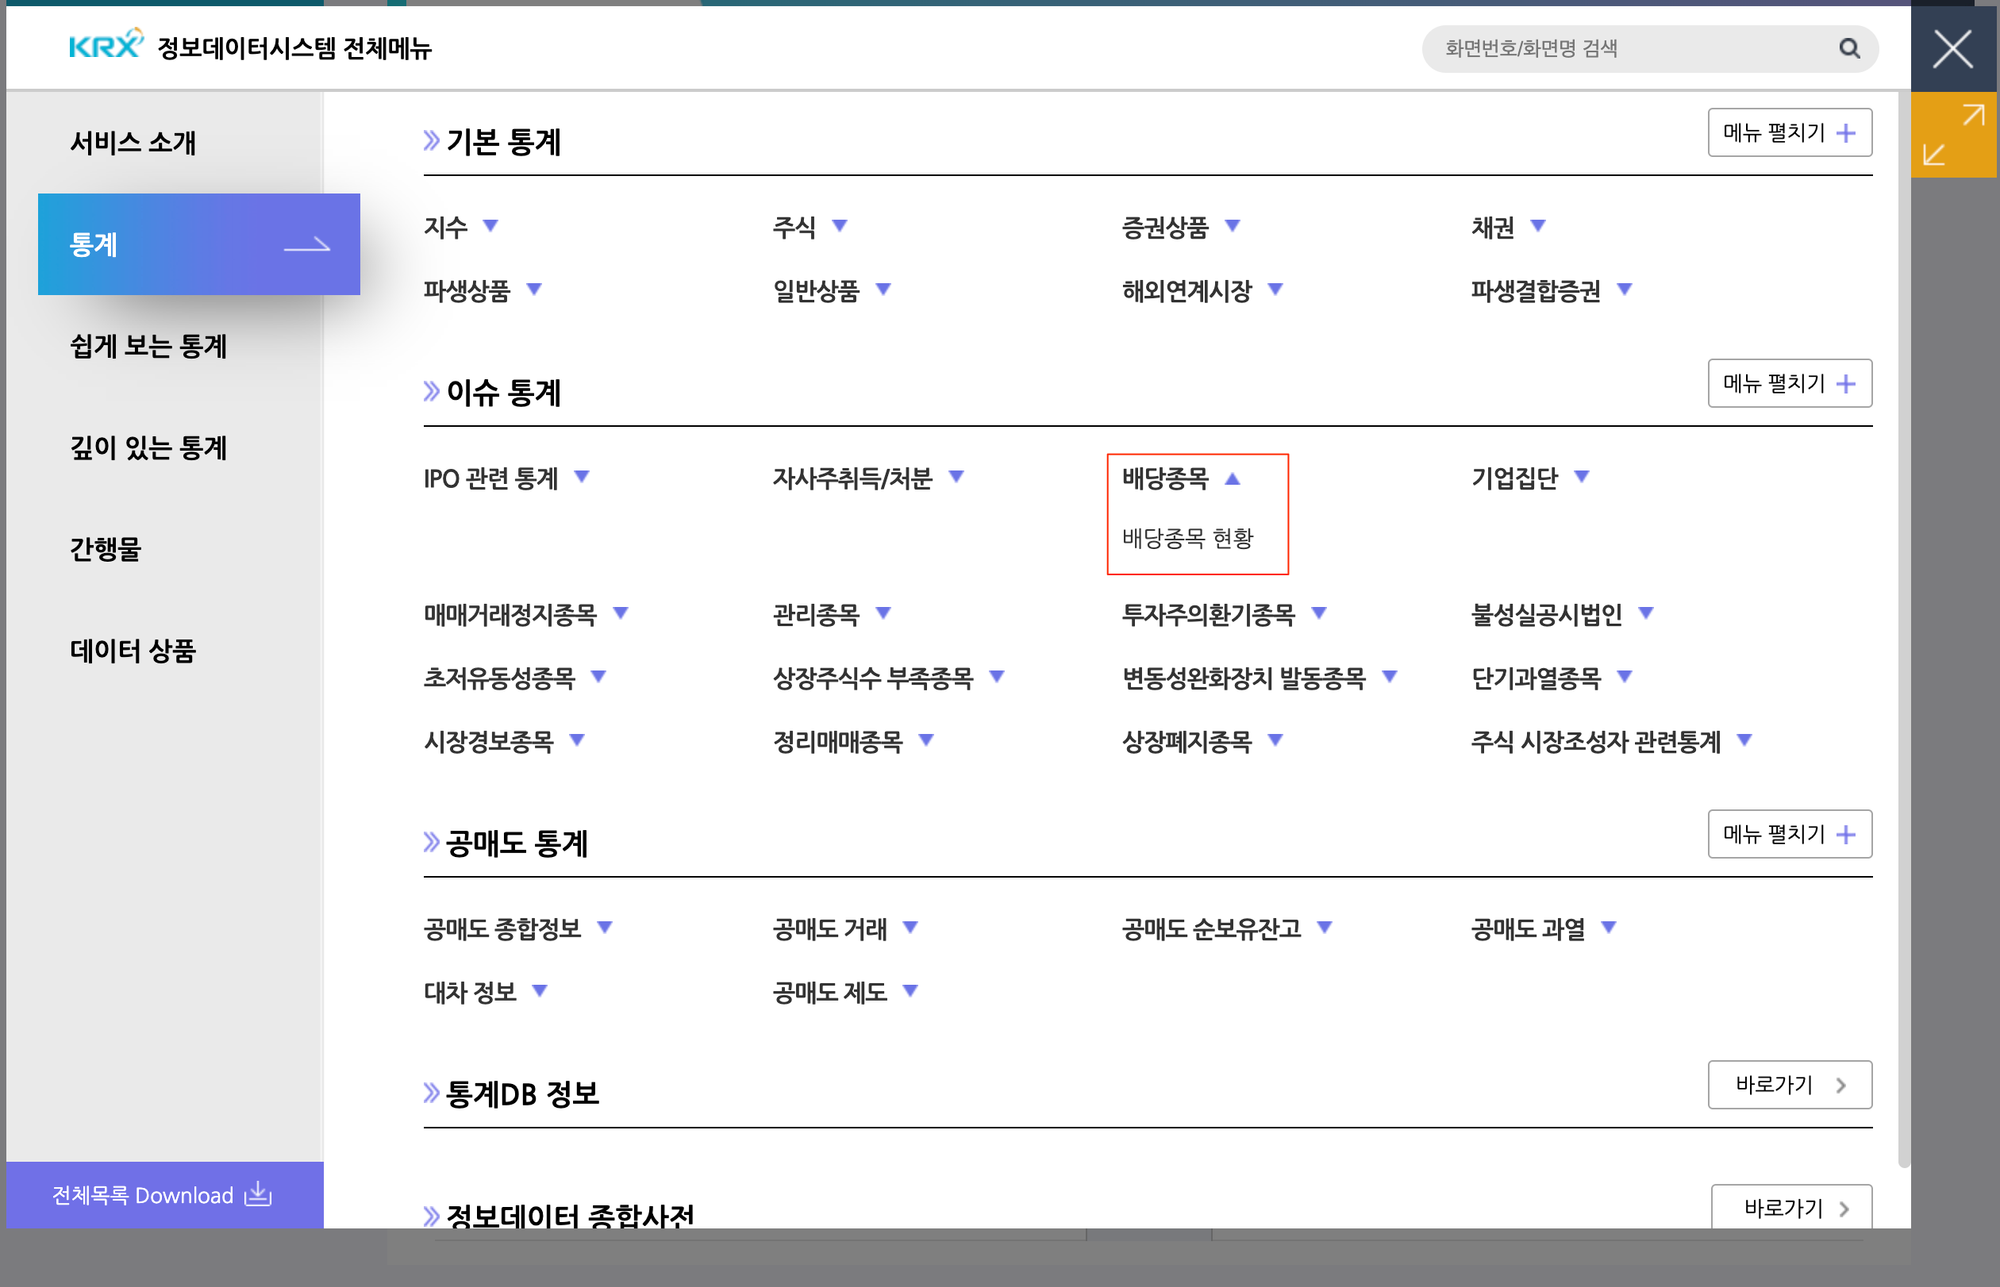 KRX 정보데이터시스템 전체메뉴
화면번호/화면명 검색
서비스 소개
통계
쉽게 보는 통계
깊이 있는 통계
간행물
데이터 상품
전체목록 Download
기본 통계
메뉴 펼치기 +
지수 ▼ 주식 ▼ 증권상품 ▼ 채권 ▼
파생상품 ▼ 일반상품 ▼ 해외연계시장 ▼ 파생결합증권 ▼
이슈 통계
메뉴 펼치기 +
IPO 관련 통계 ▼ 자사주취득/처분 ▼ 배당종목 ▲ 기업집단 ▼
배당종목 현황
매매거래정지종목 ▼ 관리종목 ▼ 투자주의환기종목 ▼ 불성실공시법인 ▼
초저유동성종목 ▼ 상장주식수 부족종목 ▼ 변동성완화장치 발동종목 ▼ 단기과열종목 ▼
시장경보종목 ▼ 정리매매종목 ▼ 상장폐지종목 ▼ 주식 시장조성자 관련통계 ▼
공매도 통계
메뉴 펼치기 +
공매도 종합정보 ▼ 공매도 거래 ▼ 공매도 순보유잔고 ▼ 공매도 과열 ▼
대차 정보 ▼ 공매도 제도 ▼
통계DB 정보
바로가기 >
정보데이터 종합사전
바로가기 >